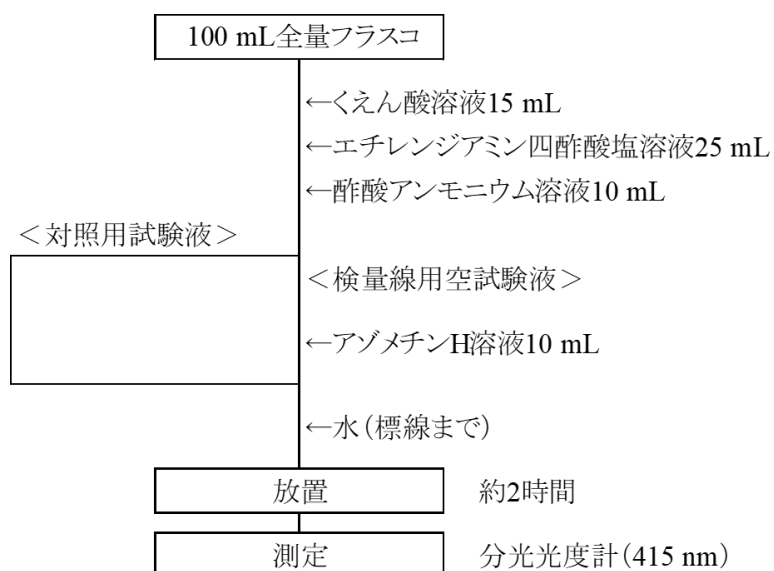 100 mL全量フラスコ
←くえん酸溶液15 mL
←エチレンジアミン四酢酸塩溶液25 mL
←酢酸アンモニウム溶液10 mL
＜対照用試験液＞
＜検量線用空試験液＞
←アゾメチンH溶液10 mL
←水（標線まで）
放置 約2時間
測定 分光光度計（415 nm）